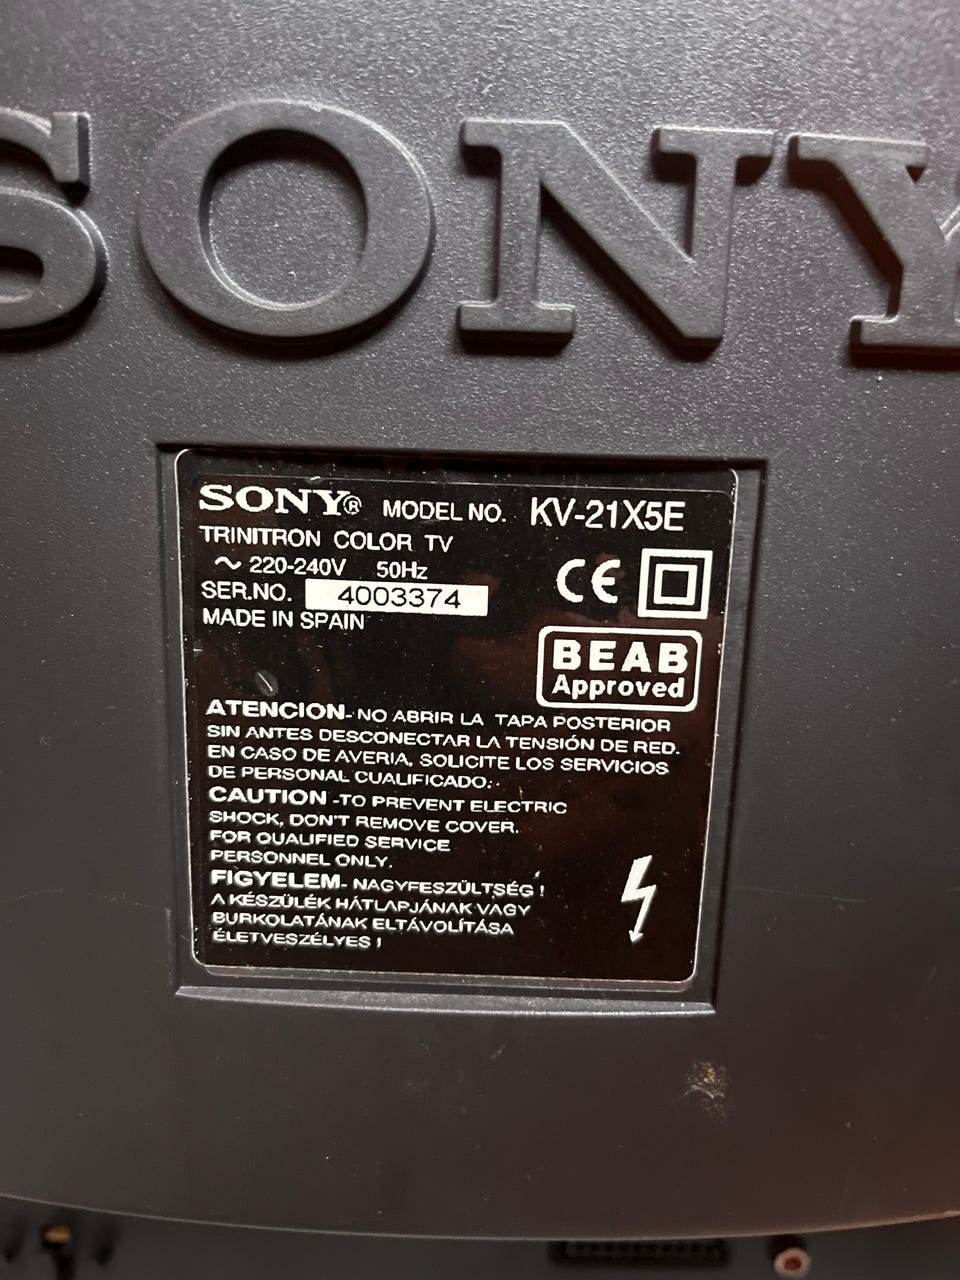 SONY
SONY® MODEL NO. KV-21X5E
TRINITRON COLOR TV
~ 220-240V 50Hz
SER.NO. 4003374
MADE IN SPAIN
CE
BEAB
Approved
ATENCION- NO ABRIR LA TAPA POSTERIOR
SIN ANTES DESCONECTAR LA TENSIÓN DE RED.
EN CASO DE AVERIA, SOLICITE LOS SERVICIOS
DE PERSONAL CUALIFICADO.
CAUTION -TO PREVENT ELECTRIC
SHOCK, DON'T REMOVE COVER.
FOR QUALIFIED SERVICE
PERSONNEL ONLY.
FIGYELEM- NAGYFESZÜLTSÉG !
A KÉSZÜLÉK HÁTLAPJÁNAK VAGY
BURKOLATÁNAK ELTÁVOLÍTÁSA
ÉLETVESZÉLYES !